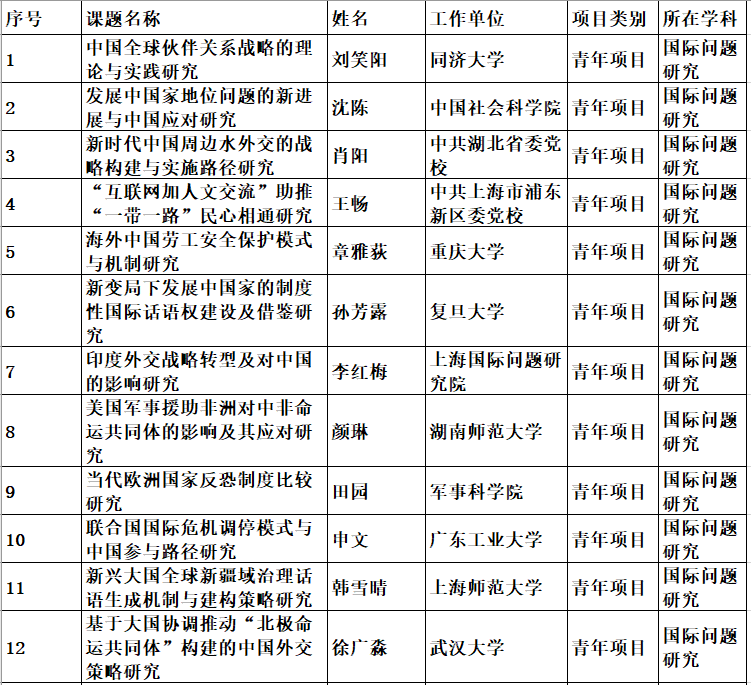 序号 课题名称 姓名 工作单位 项目类别 所在学科
1 中国全球伙伴关系战略的理论与实践研究 刘笑阳 同济大学 青年项目 国际问题研究
2 发展中国家地位问题的新进展与中国应对研究 沈陈 中国社会科学院 青年项目 国际问题研究
3 新时代中国周边水外交的战略构建与实施路径研究 肖阳 中共湖北省委党校 青年项目 国际问题研究
4 “互联网加人文交流”助推“一带一路”民心相通研究 王畅 中共上海市浦东新区委党校 青年项目 国际问题研究
5 海外中国劳工安全保护模式与机制研究 章雅荻 重庆大学 青年项目 国际问题研究
6 新变局下发展中国家的制度性国际话语权建设及借鉴研究 孙芳露 复旦大学 青年项目 国际问题研究
7 印度外交战略转型及对中国的影响研究 李红梅 上海国际问题研究院 青年项目 国际问题研究
8 美国军事援助非洲对中非命运共同体的影响及其应对研究 颜琳 湖南师范大学 青年项目 国际问题研究
9 当代欧洲国家反恐制度比较研究 田园 军事科学院 青年项目 国际问题研究
10 联合国国际危机调停模式与中国参与路径研究 申文 广东工业大学 青年项目 国际问题研究
11 新兴大国全球新疆域治理话语生成机制与建构策略研究 韩雪晴 上海师范大学 青年项目 国际问题研究
12 基于大国协调推动“北极命运共同体”构建的中国外交策略研究 徐广淼 武汉大学 青年项目 国际问题研究